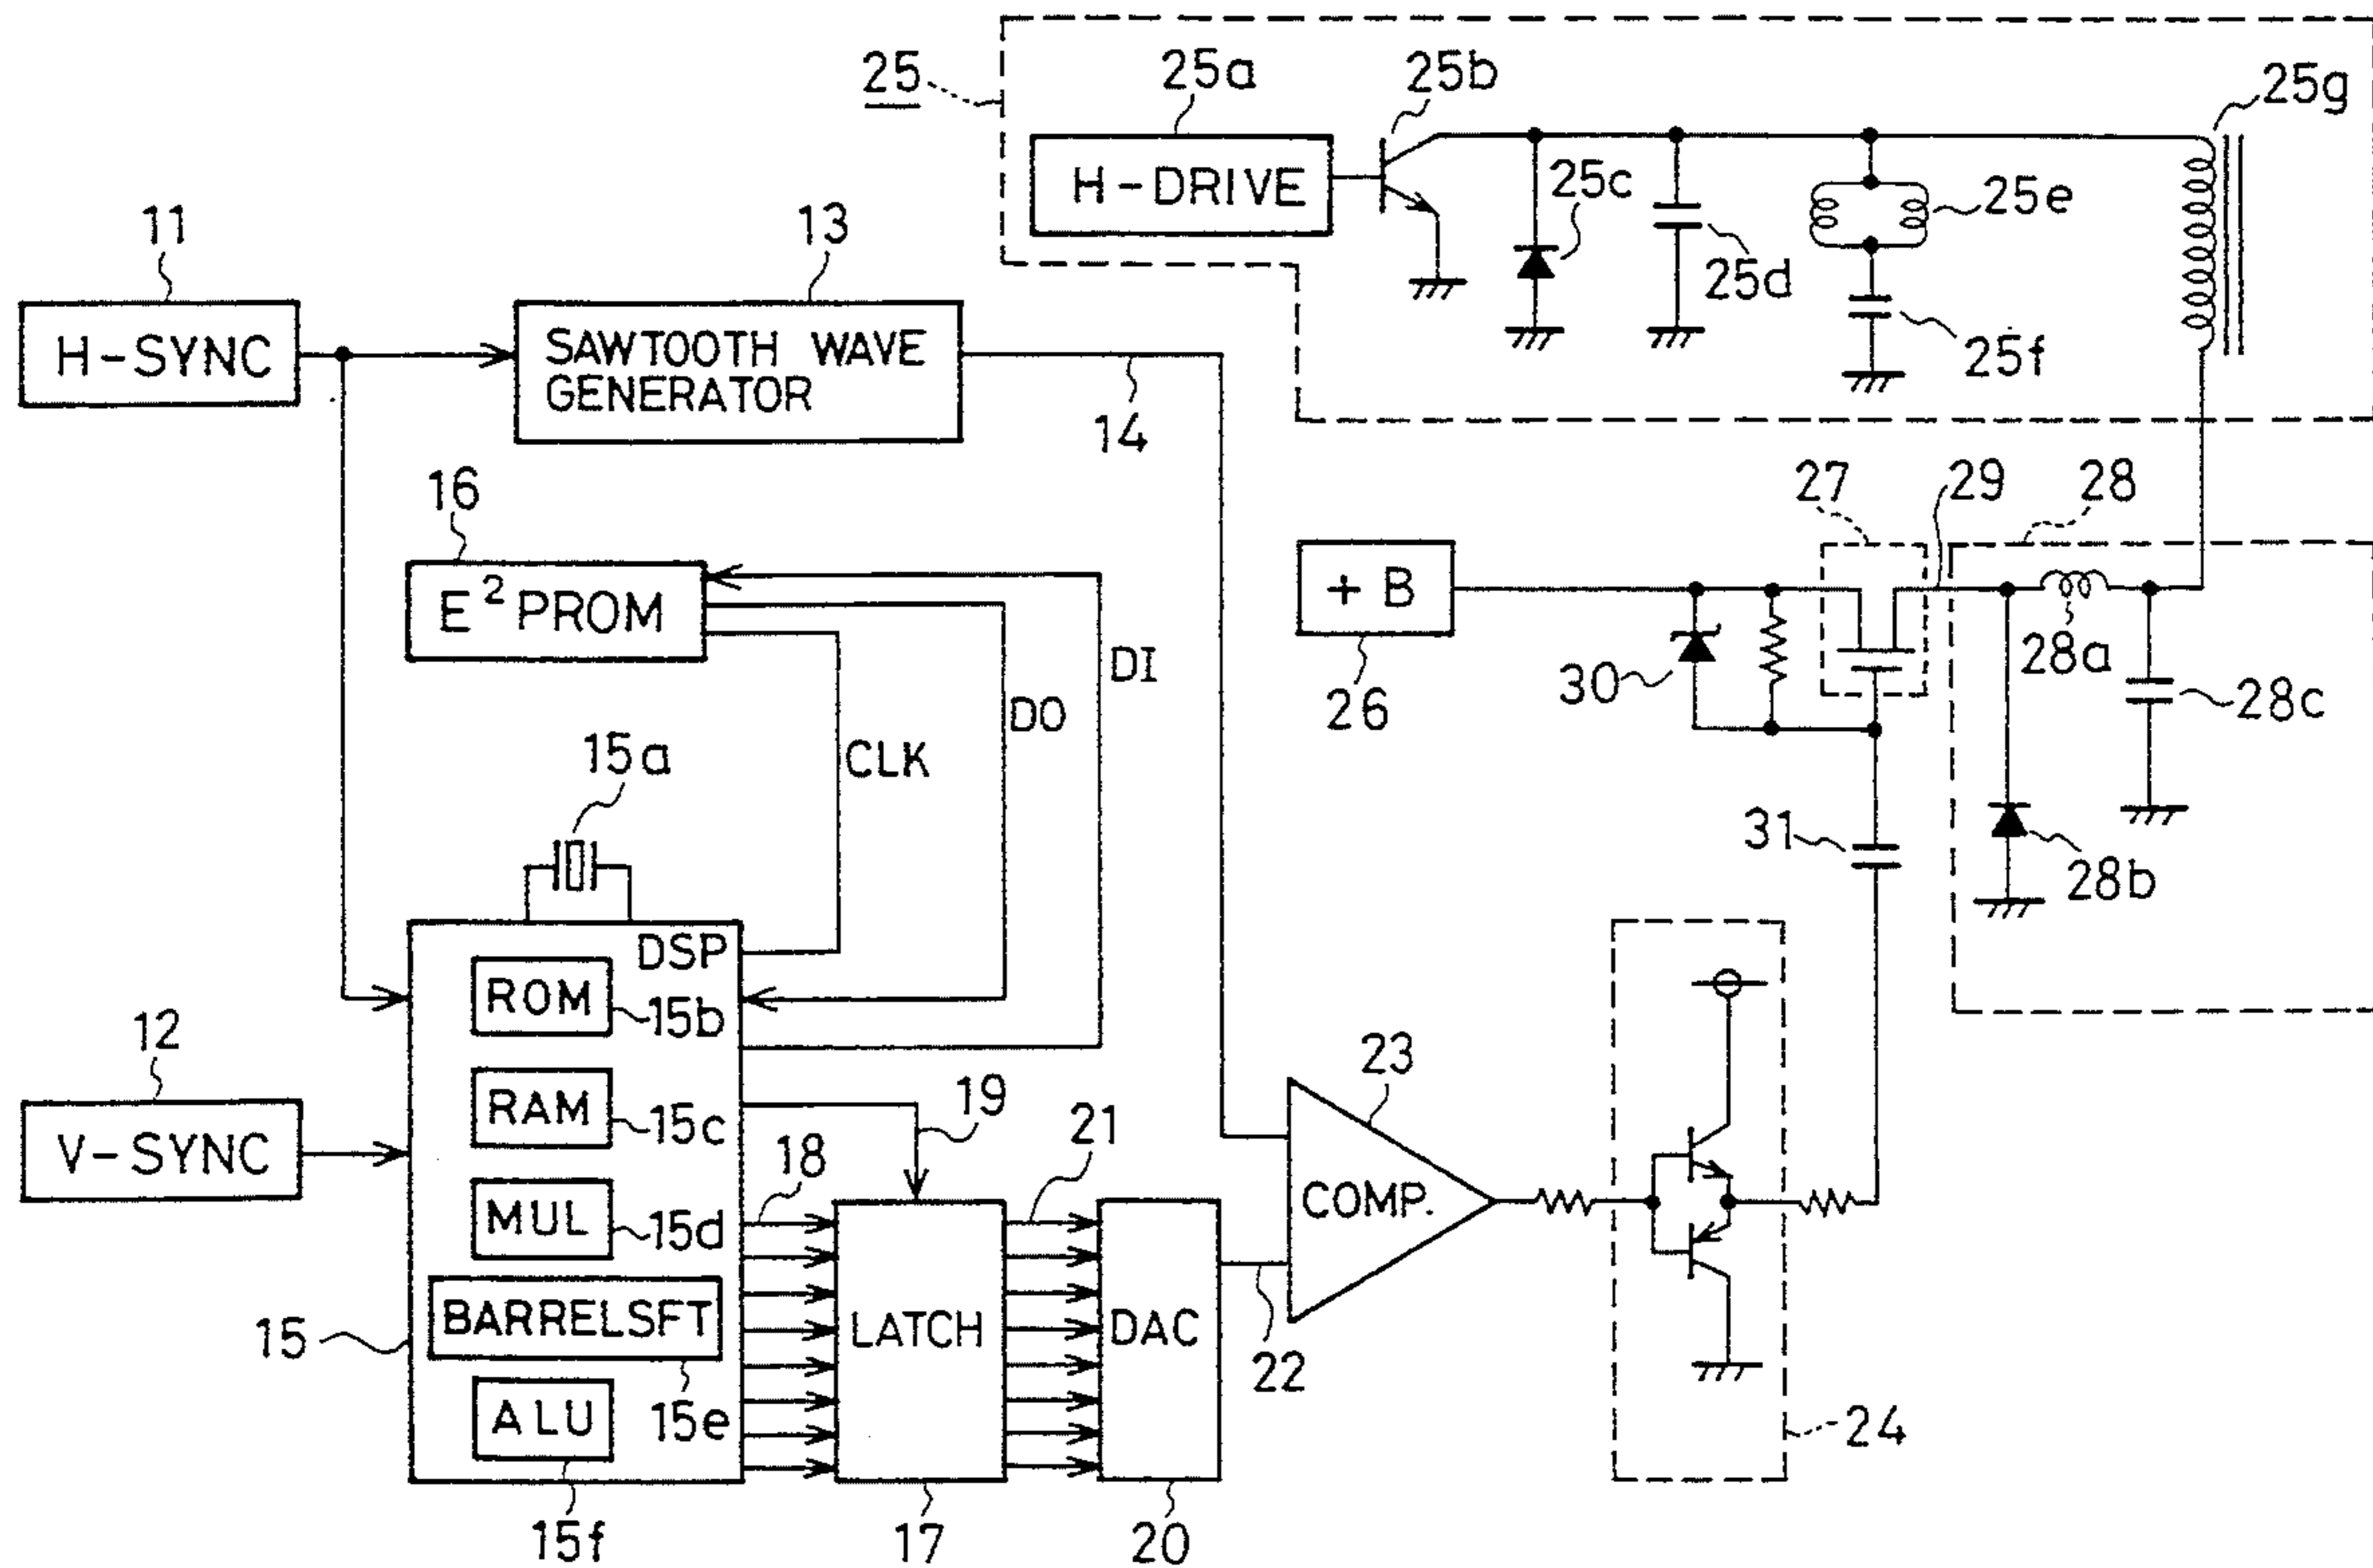 25
25a
25b
25g
H-DRIVE
25c
25d
25e
25f
11
H-SYNC
13
SAWTOOTH WAVE
GENERATOR
14
16
E²PROM
DI
DO
CLK
27
29
28
+B
26
30
28a
28c
28b
31
15a
DSP
ROM
15b
12
V-SYNC
RAM
15c
19
MUL
15d
18
21
23
COMP.
BARRELSFT
15
15e
LATCH
DAC
22
ALU
15f
17
20
24